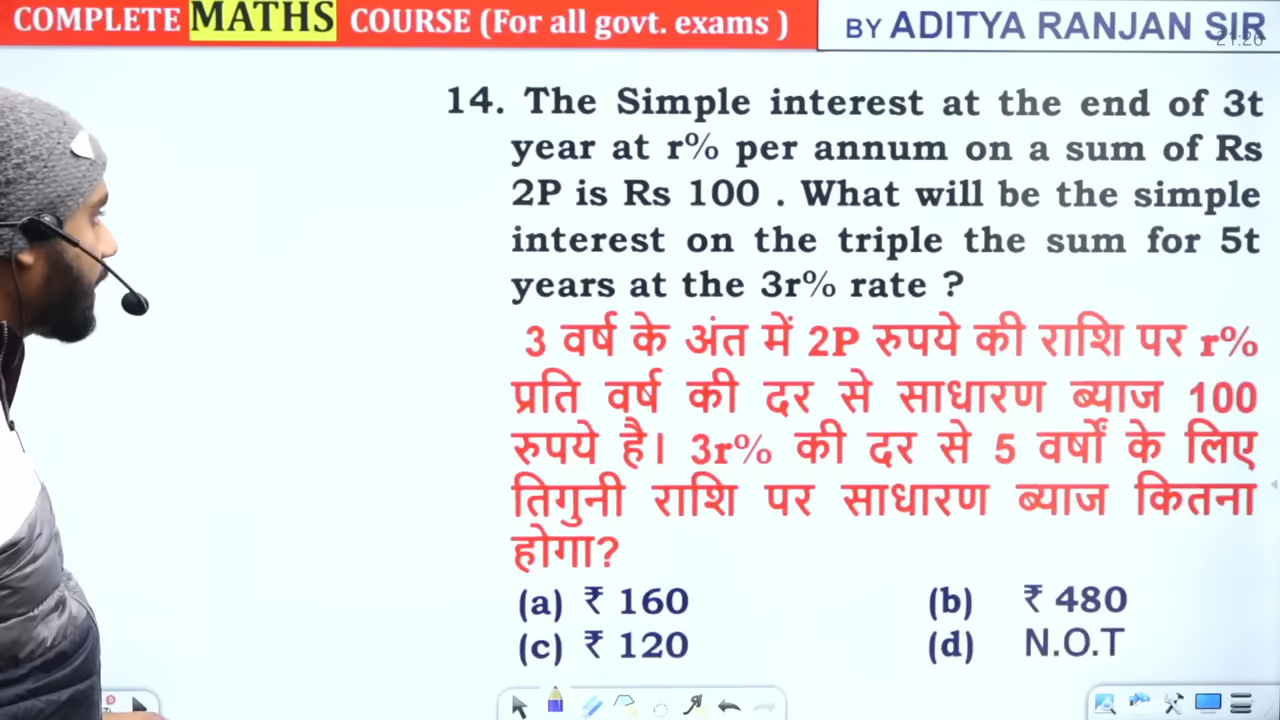 COMPLETE MATHS COURSE (For all govt. exams )
BY ADITYA RANJAN SIR
21:26
14. The Simple interest at the end of 3t
year at r% per annum on a sum of Rs
2P is Rs 100 . What will be the simple
interest on the triple the sum for 5t
years at the 3r% rate ?
3 वर्ष के अंत में 2P रुपये की राशि पर r%
प्रति वर्ष की दर से साधारण ब्याज 100
रुपये है। 3r% की दर से 5 वर्षों के लिए
तिगुनी राशि पर साधारण ब्याज कितना
होगा?
(a) ₹ 160 (b) ₹ 480
(c) ₹ 120 (d) N.O.T